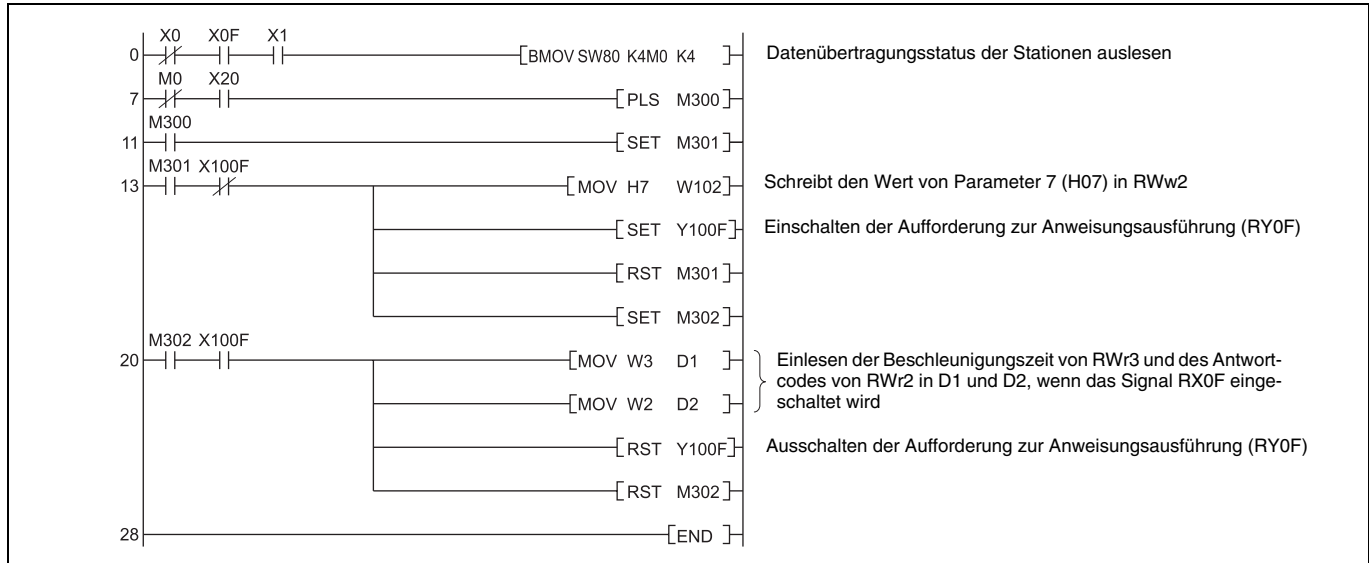 X0 X0F X1
0 [BMOV SW80 K4M0 K4 ] Datenübertragungsstatus der Stationen auslesen
M0 X20
7 [PLS M300]
M300
11 [SET M301]
M301 X100F
13 [MOV H7 W102] Schreibt den Wert von Parameter 7 (H07) in RWw2
[SET Y100F] Einschalten der Aufforderung zur Anweisungsausführung (RY0F)
[RST M301]
[SET M302]
M302 X100F
20 [MOV W3 D1 ] Einlesen der Beschleunigungszeit von RWr3 und des Antwort-
codes von RWr2 in D1 und D2, wenn das Signal RX0F einge-
[MOV W2 D2 ] schaltet wird
[RST Y100F] Ausschalten der Aufforderung zur Anweisungsausführung (RY0F)
[RST M302]
28 [END ]